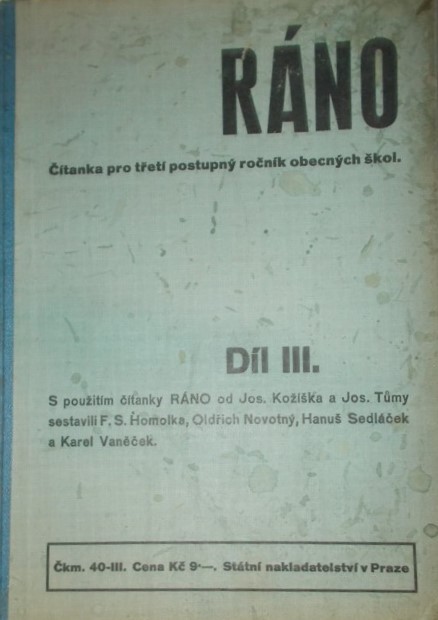 RÁNO
Čítanka pro třetí postupný ročník obecných škol.
Díl III.
S použitím čítanky RÁNO od Jos. Kožíška a Jos. Tůmy
sestavili F. S. Homolka, Oldřich Novotný, Hanuš Sedláček
a Karel Vaněček.
Čkm. 40-III. Cena Kč 9·—. Státní nakladatelství v Praze